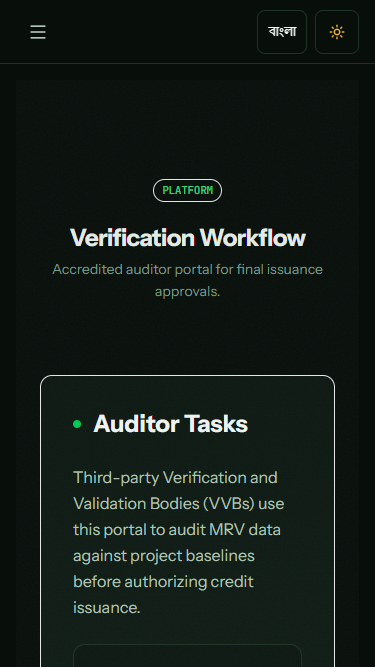 বাংলা
PLATFORM
Verification Workflow
Accredited auditor portal for final issuance
approvals.
Auditor Tasks
Third-party Verification and
Validation Bodies (VVBs) use
this portal to audit MRV data
against project baselines
before authorizing credit
issuance.